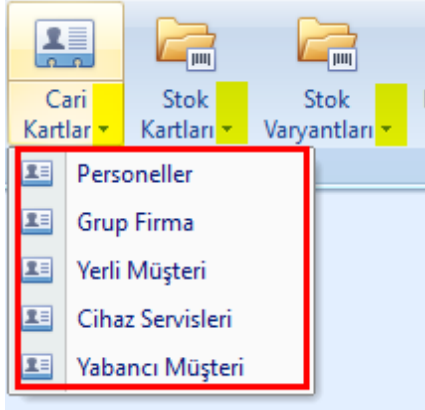 Cari
Kartlar
Stok
Kartları
Stok
Varyantları
Personeller
Grup Firma
Yerli Müşteri
Cihaz Servisleri
Yabancı Müşteri